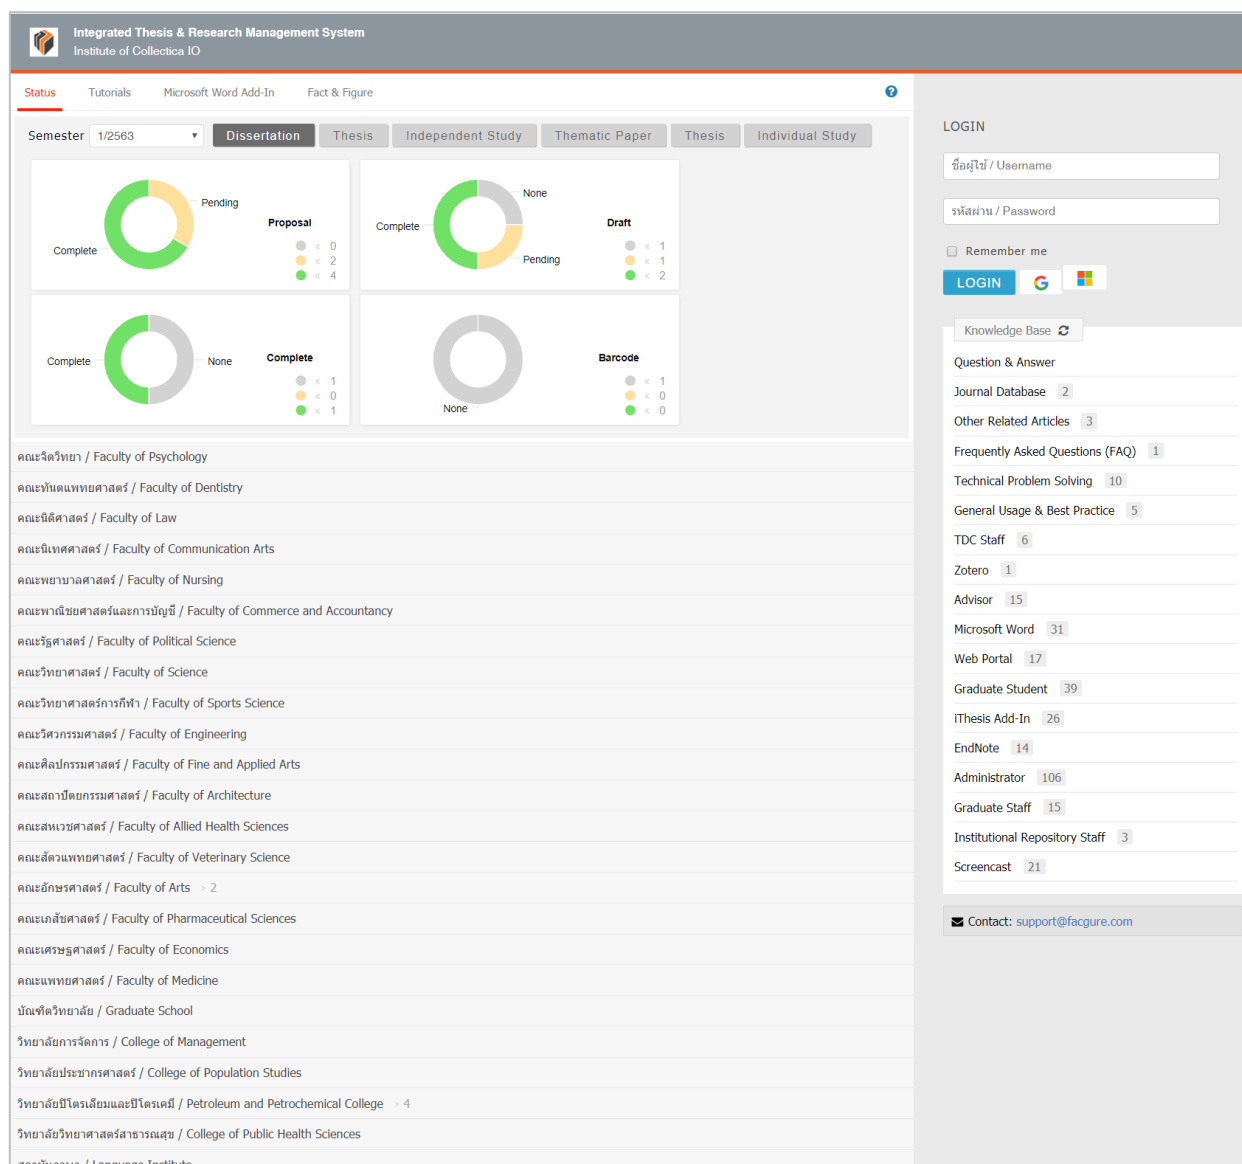 Integrated Thesis & Research Management System
Institute of Collectica IO
Status Tutorials Microsoft Word Add-In Fact & Figure
Semester 1/2563 Dissertation Thesis Independent Study Thematic Paper Thesis Individual Study
Pending
Complete
Proposal
« 0
« 2
« 4
None
Complete
Pending
Draft
« 1
« 1
« 2
Complete
None
Complete
« 1
« 0
« 1
None
Barcode
« 1
« 0
« 0
คณะจิตวิทยา / Faculty of Psychology
คณะทันตแพทยศาสตร์ / Faculty of Dentistry
คณะนิติศาสตร์ / Faculty of Law
คณะนิเทศศาสตร์ / Faculty of Communication Arts
คณะพยาบาลศาสตร์ / Faculty of Nursing
คณะพาณิชยศาสตร์และการบัญชี / Faculty of Commerce and Accountancy
คณะรัฐศาสตร์ / Faculty of Political Science
คณะวิทยาศาสตร์ / Faculty of Science
คณะวิทยาศาสตร์การกีฬา / Faculty of Sports Science
คณะวิศวกรรมศาสตร์ / Faculty of Engineering
คณะศิลปกรรมศาสตร์ / Faculty of Fine and Applied Arts
คณะสถาปัตยกรรมศาสตร์ / Faculty of Architecture
คณะสหเวชศาสตร์ / Faculty of Allied Health Sciences
คณะสัตวแพทยศาสตร์ / Faculty of Veterinary Science
คณะอักษรศาสตร์ / Faculty of Arts › 2
คณะเภสัชศาสตร์ / Faculty of Pharmaceutical Sciences
คณะเศรษฐศาสตร์ / Faculty of Economics
คณะแพทยศาสตร์ / Faculty of Medicine
บัณฑิตวิทยาลัย / Graduate School
วิทยาลัยการจัดการ / College of Management
วิทยาลัยประชากรศาสตร์ / College of Population Studies
วิทยาลัยปิโตรเลียมและปิโตรเคมี / Petroleum and Petrochemical College › 4
วิทยาลัยวิทยาศาสตร์สาธารณสุข / College of Public Health Sciences
สถาบันภาษา / Language Institute
LOGIN
ชื่อผู้ใช้ / Username
รหัสผ่าน / Password
Remember me
LOGIN
Knowledge Base
Question & Answer
Journal Database 2
Other Related Articles 3
Frequently Asked Questions (FAQ) 1
Technical Problem Solving 10
General Usage & Best Practice 5
TDC Staff 6
Zotero 1
Advisor 15
Microsoft Word 31
Web Portal 17
Graduate Student 39
iThesis Add-In 26
EndNote 14
Administrator 106
Graduate Staff 15
Institutional Repository Staff 3
Screencast 21
Contact: support@facgure.com